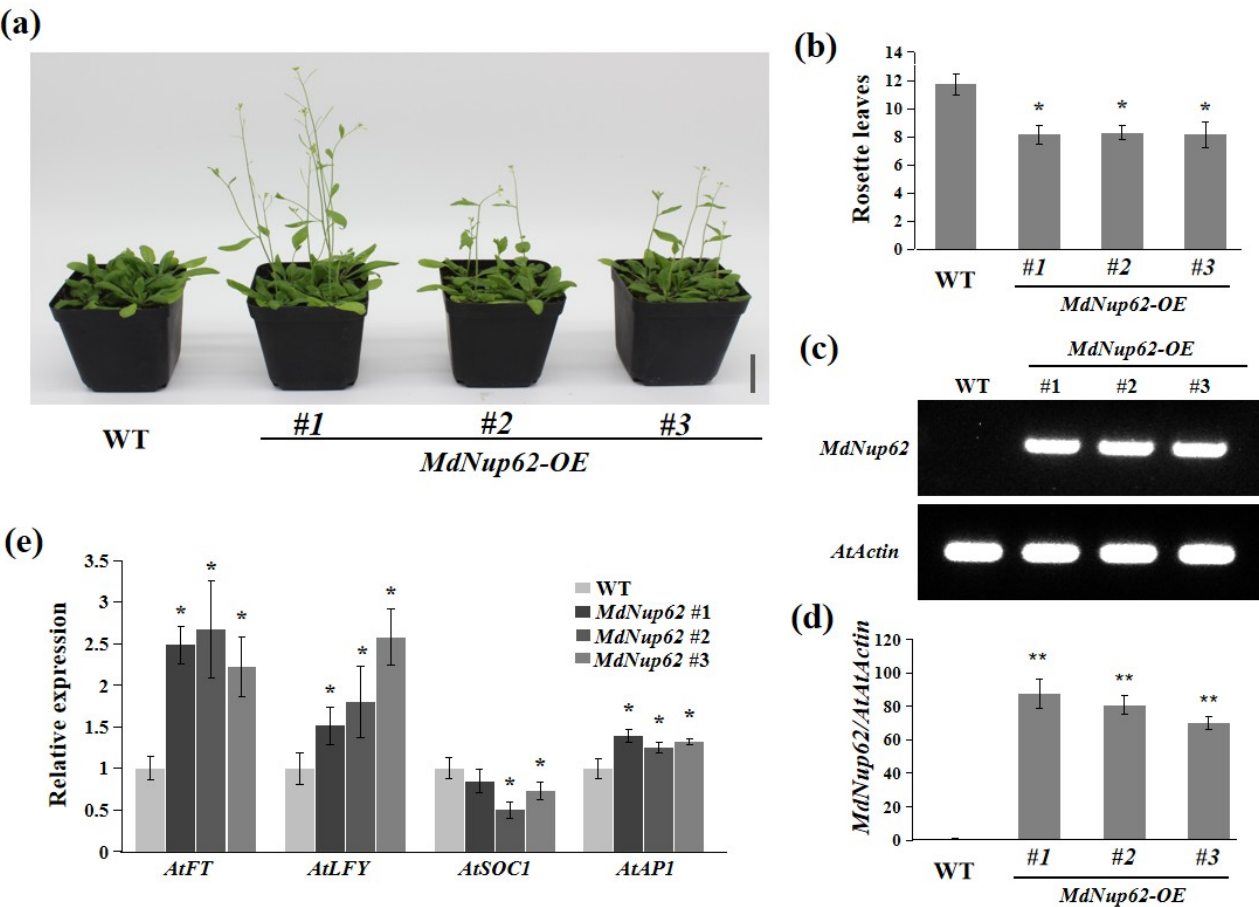 (a)
WT
#1
#2
#3
MdNup62-OE
(b)
Rosette leaves
14
12
10
8
6
4
2
0
*
*
*
WT
#1
#2
#3
MdNup62-OE
(c)
MdNup62-OE
WT
#1
#2
#3
MdNup62
AtActin
(d)
MdNup62/AtAtActin
120
100
80
60
40
20
0
**
**
**
WT
#1
#2
#3
MdNup62-OE
(e)
Relative expression
3.5
3
2.5
2
1.5
1
0.5
0
*
*
*
*
*
*
*
*
*
*
*
WT
MdNup62 #1
MdNup62 #2
MdNup62 #3
AtFT
AtLFY
AtSOC1
AtAP1